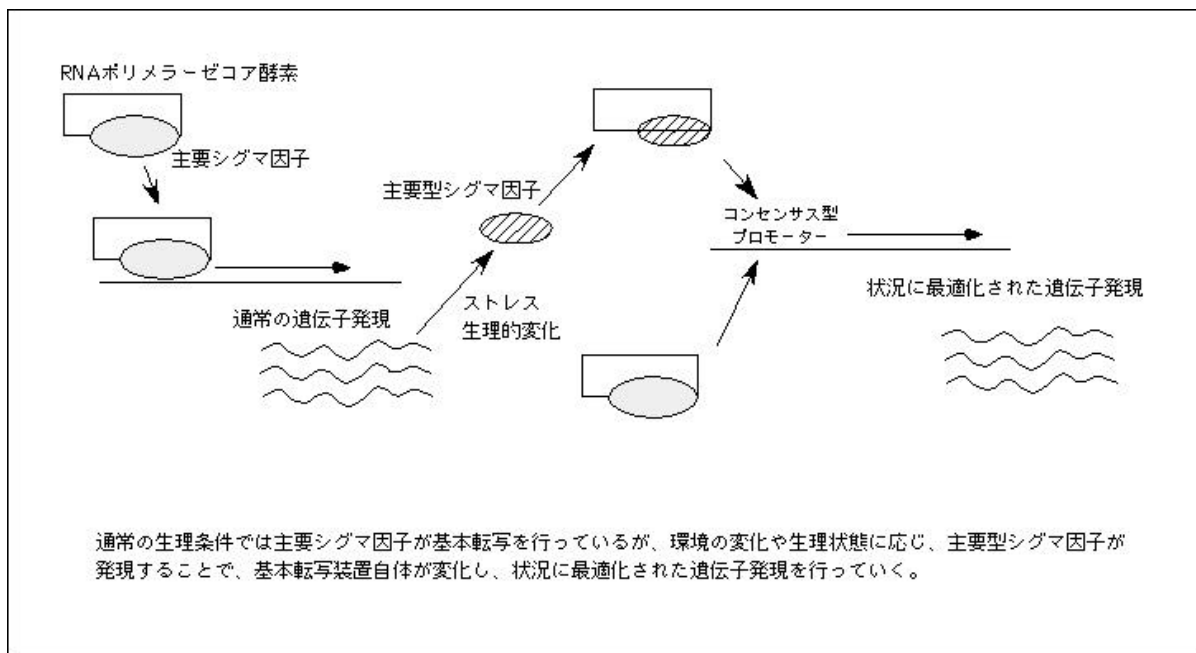 RNAポリメラーゼコア酵素
主要シグマ因子
通常の遺伝子発現
主要型シグマ因子
ストレス
生理的変化
コンセンサス型
プロモーター
状況に最適化された遺伝子発現
通常の生理条件では主要シグマ因子が基本転写を行っているが、環境の変化や生理状態に応じ、主要型シグマ因子が
発現することで、基本転写装置自体が変化し、状況に最適化された遺伝子発現を行っていく。